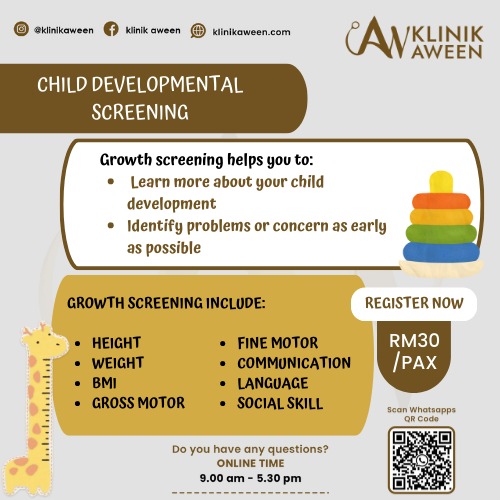 @klinikaween klinik aween klinikaween.com
AWKLINIK
AWEEN
CHILD DEVELOPMENTAL
SCREENING
Growth screening helps you to:
• Learn more about your child
development
• Identify problems or concern as early
as possible
GROWTH SCREENING INCLUDE:
• HEIGHT
• WEIGHT
• BMI
• GROSS MOTOR
• FINE MOTOR
• COMMUNICATION
• LANGUAGE
• SOCIAL SKILL
REGISTER NOW
RM30
/PAX
Scan Whatsapps
QR Code
Do you have any questions?
ONLINE TIME
9.00 am - 5.30 pm